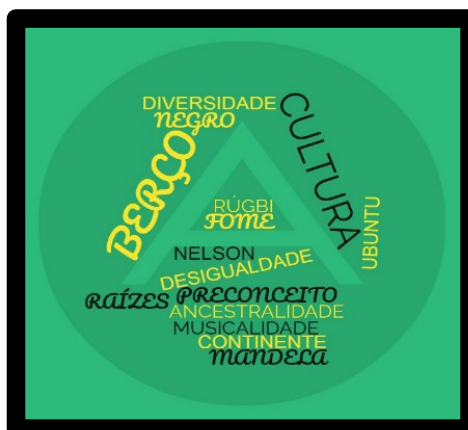 DIVERSIDADE
NEGRO
BERÇO
CULTURA
RÚGBI
FOME
UBUNTU
NELSON
DESIGUALDADE
RAÍZES
PRECONCEITO
ANCESTRALIDADE
MUSICALIDADE
CONTINENTE
MANDELA